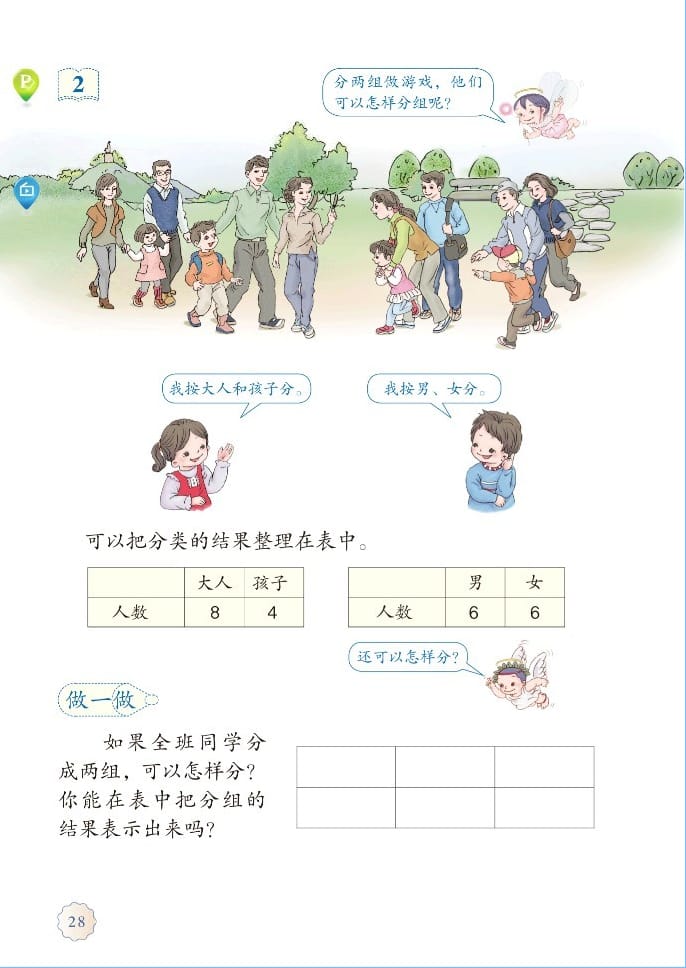 P
2
分两组做游戏，他们
可以怎样分组呢？
我按大人和孩子分。
我按男、女分。
可以把分类的结果整理在表中。
大人 孩子
人数 8 4
男 女
人数 6 6
还可以怎样分？
做一做
如果全班同学分
成两组，可以怎样分？
你能在表中把分组的
结果表示出来吗？
28